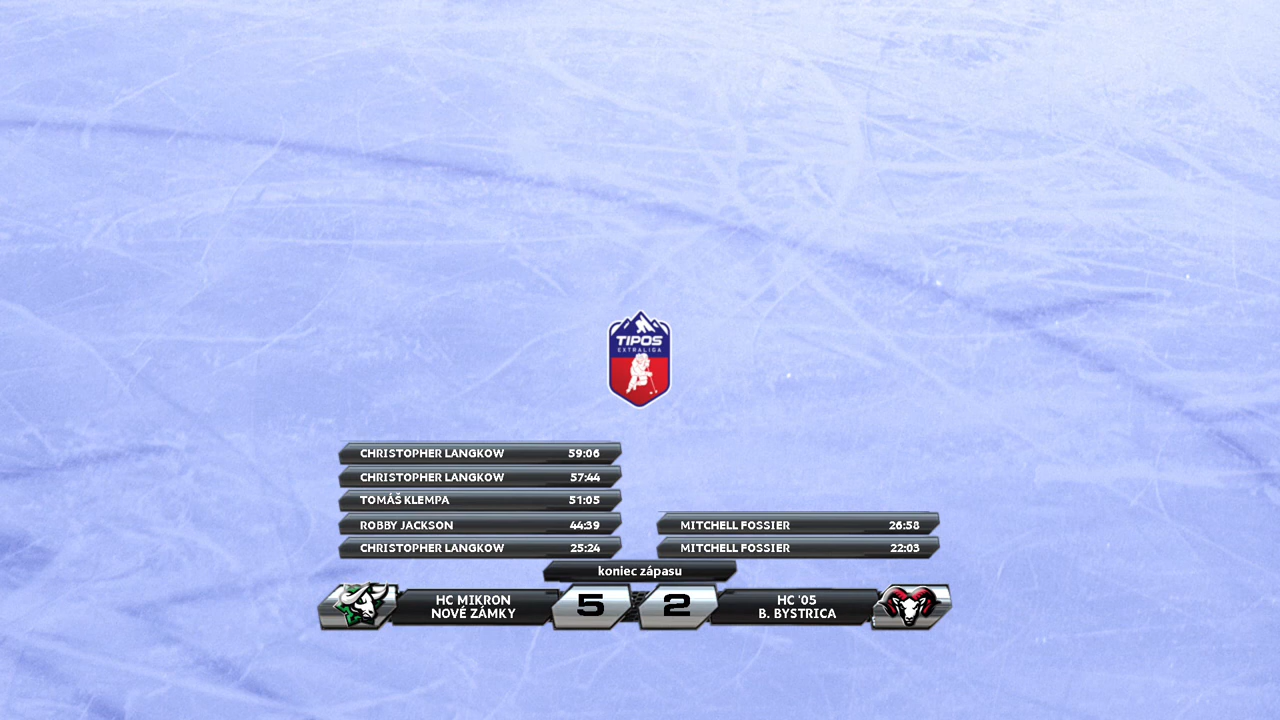 TIPOS
EXTRALIGA
CHRISTOPHER LANGKOW 59:06
CHRISTOPHER LANGKOW 57:44
TOMÁŠ KLEMPA 51:05
ROBBY JACKSON 44:39
CHRISTOPHER LANGKOW 25:24
MITCHELL FOSSIER 26:58
MITCHELL FOSSIER 22:03
koniec zápasu
HC MIKRON
NOVÉ ZÁMKY
5 2
HC '05
B. BYSTRICA